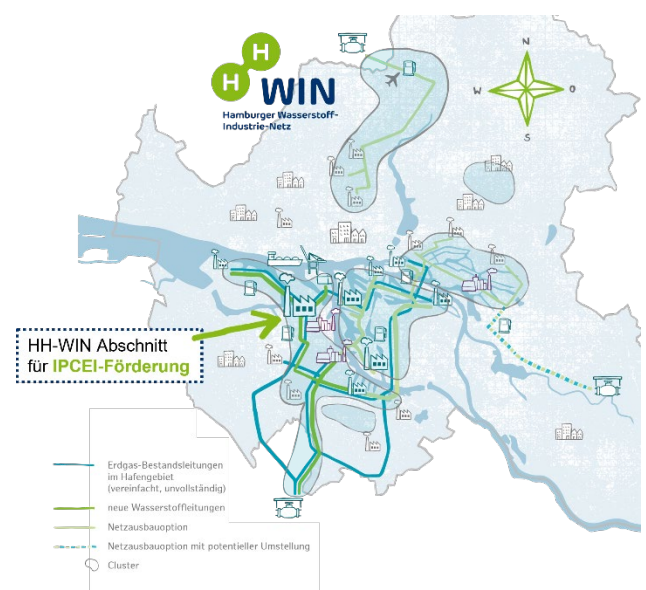 H
H
WIN
Hamburger Wasserstoff-
Industrie-Netz
N
W
O
S
HH-WIN Abschnitt
für IPCEI-Förderung
Erdgas-Bestandsleitungen
im Hafengebiet
(vereinfacht, unvollständig)
neue Wasserstoffleitungen
Netzausbauoption
Netzausbauoption mit potentieller Umstellung
Cluster